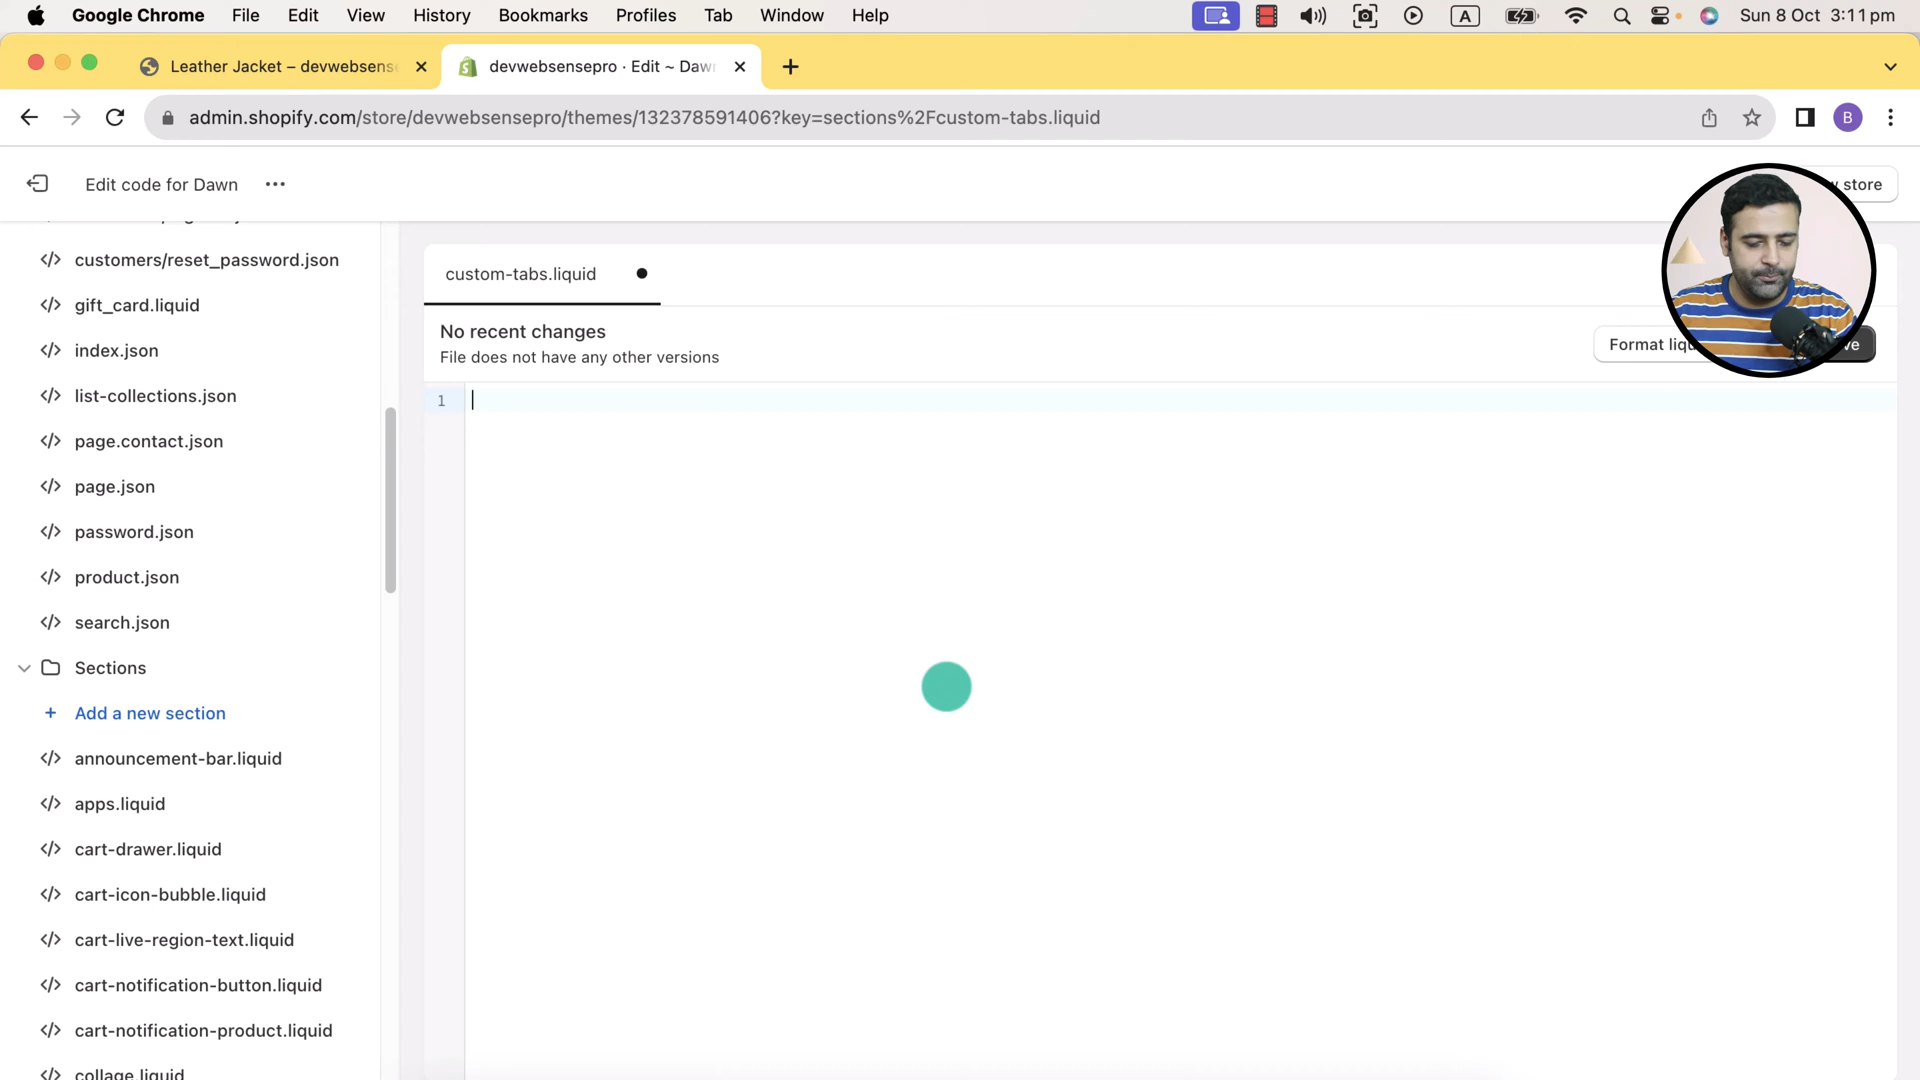 Google Chrome File Edit View History Bookmarks Profiles Tab Window Help A Sun 8 Oct 3:11 pm
Leather Jacket – devwebsense
devwebsensepro · Edit ~ Daw
admin.shopify.com/store/devwebsensepro/themes/132378591406?key=sections%2Fcustom-tabs.liquid
B
Edit code for Dawn
store
customers/reset_password.json
gift_card.liquid
index.json
list-collections.json
page.contact.json
page.json
password.json
product.json
search.json
Sections
Add a new section
announcement-bar.liquid
apps.liquid
cart-drawer.liquid
cart-icon-bubble.liquid
cart-live-region-text.liquid
cart-notification-button.liquid
cart-notification-product.liquid
collage.liquid
custom-tabs.liquid
No recent changes
File does not have any other versions
Format liqu
1